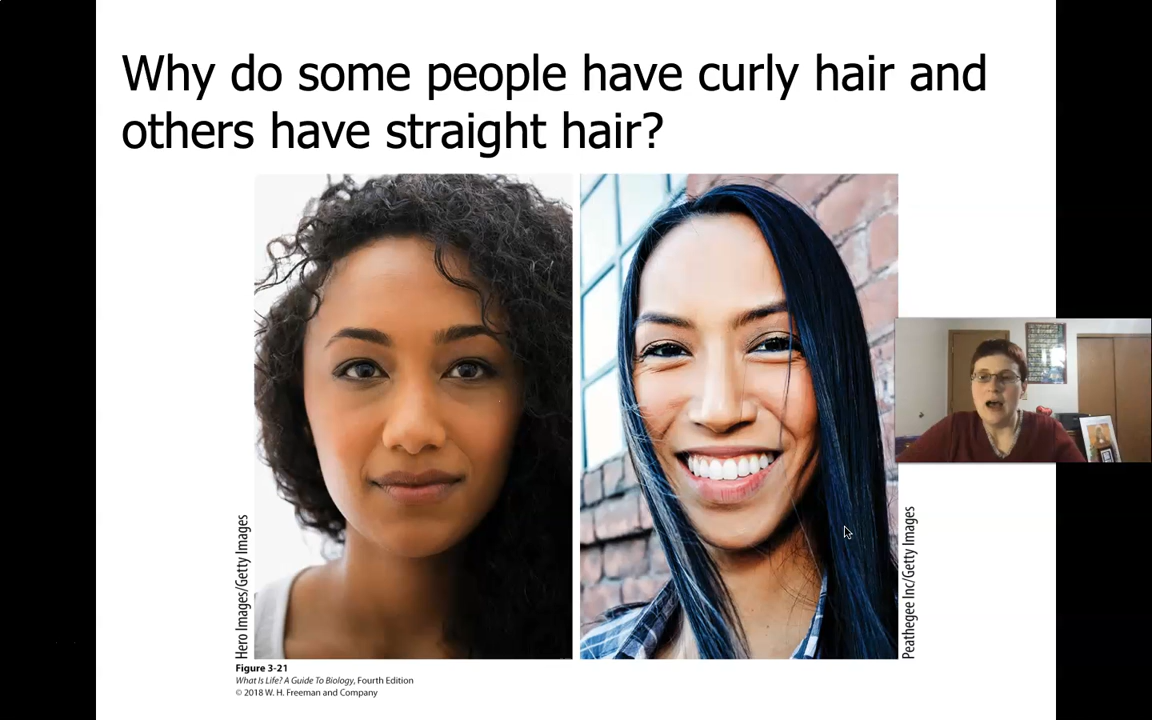 Why do some people have curly hair and
others have straight hair?
Hero Images/Getty Images
Peathegee Inc/Getty Images
Figure 3-21
What Is Life? A Guide To Biology, Fourth Edition
© 2018 W. H. Freeman and Company